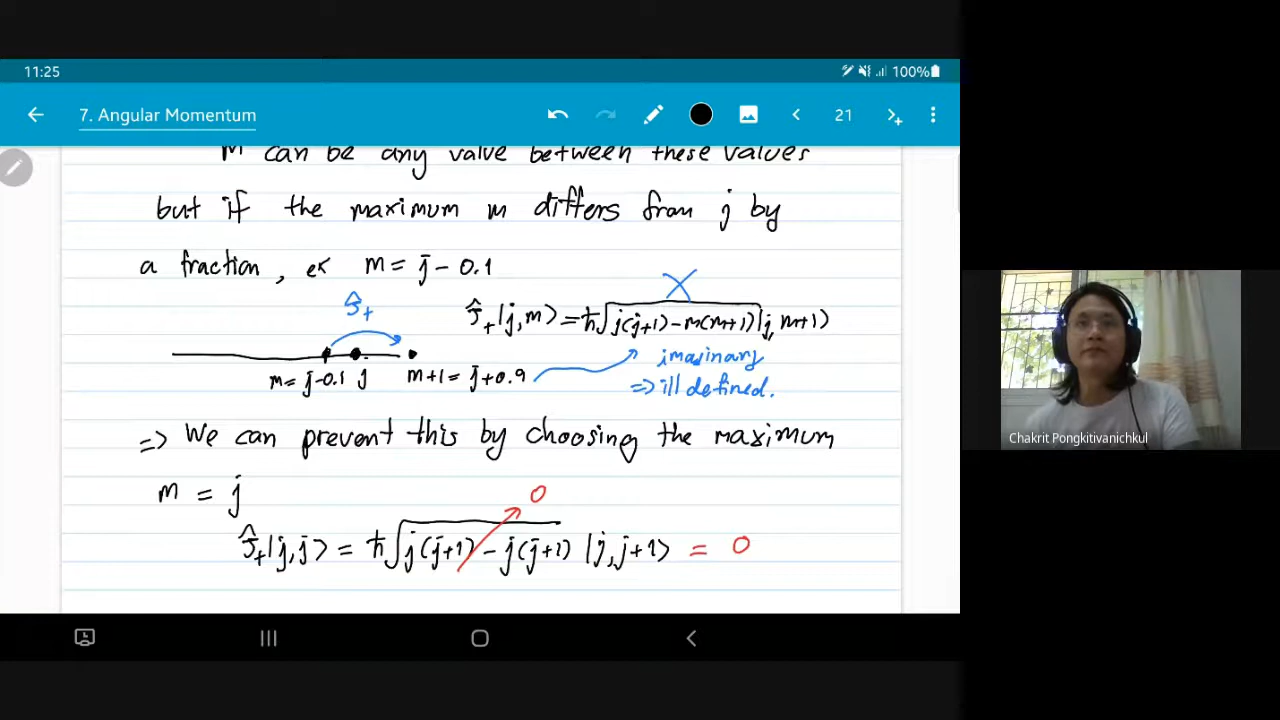 11:25
100%
7. Angular Momentum
21
M can be any value between these values
but if the maximum m differs from j by
a fraction, ex m = j - 0.1
Ĵ₊
Ĵ₊|j,m⟩ = ℏ√(j(j+1) - m(m+1)) |j, m+1⟩
m = j-0.1 j m+1 = j+0.9
imaginary
⇒ ill defined.
⇒ We can prevent this by choosing the maximum
m = j
0
Ĵ₊|j,j⟩ = ℏ√(j(j+1) - j(j+1)) |j,j+1⟩ = 0
Chakrit Pongkitivanichkul